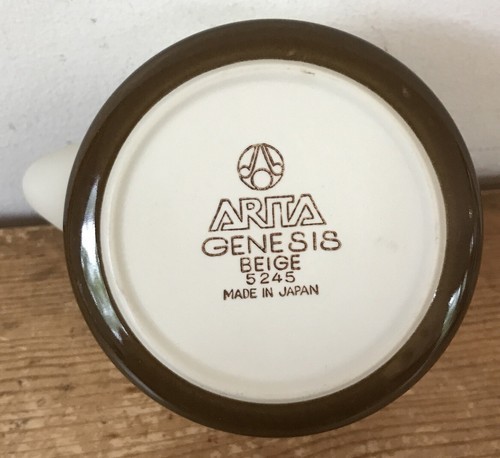 ARITA
GENESIS
BEIGE
5245
MADE IN JAPAN